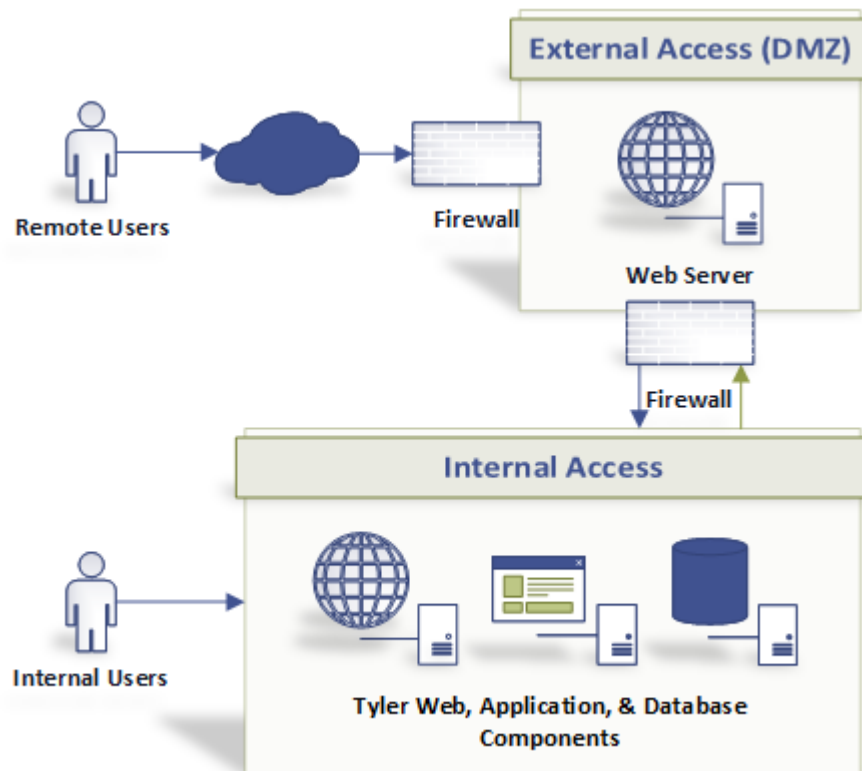 External Access (DMZ)
Remote Users
Firewall
Web Server
Firewall
Internal Access
Internal Users
Tyler Web, Application, & Database
Components